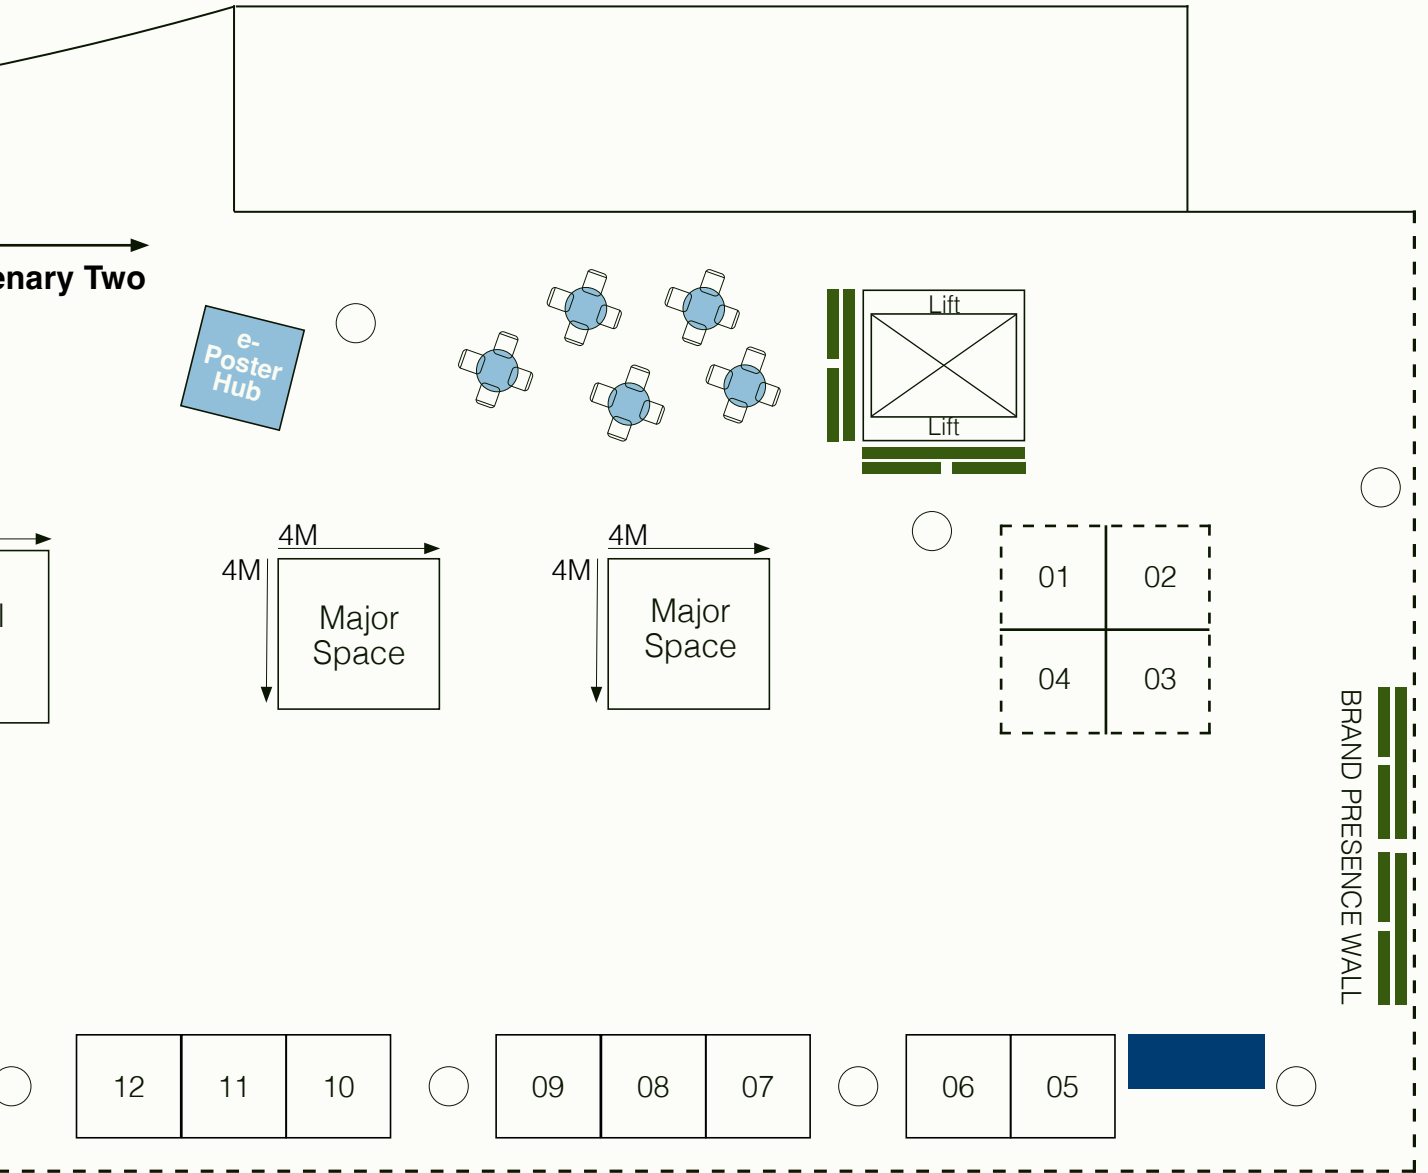 enary Two
e-
Poster
Hub
Lift
Lift
4M
4M
Major
Space
4M
4M
Major
Space
01
02
04
03
BRAND PRESENCE WALL
12
11
10
09
08
07
06
05